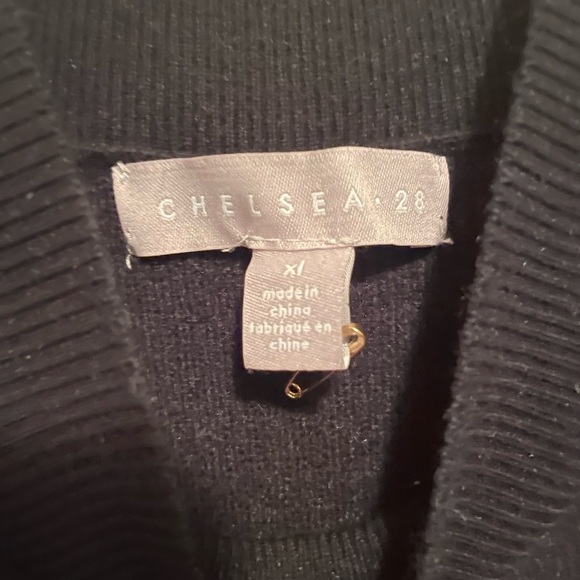 CHELSEA • 28
xl
made in
china
fabriqué en
chine